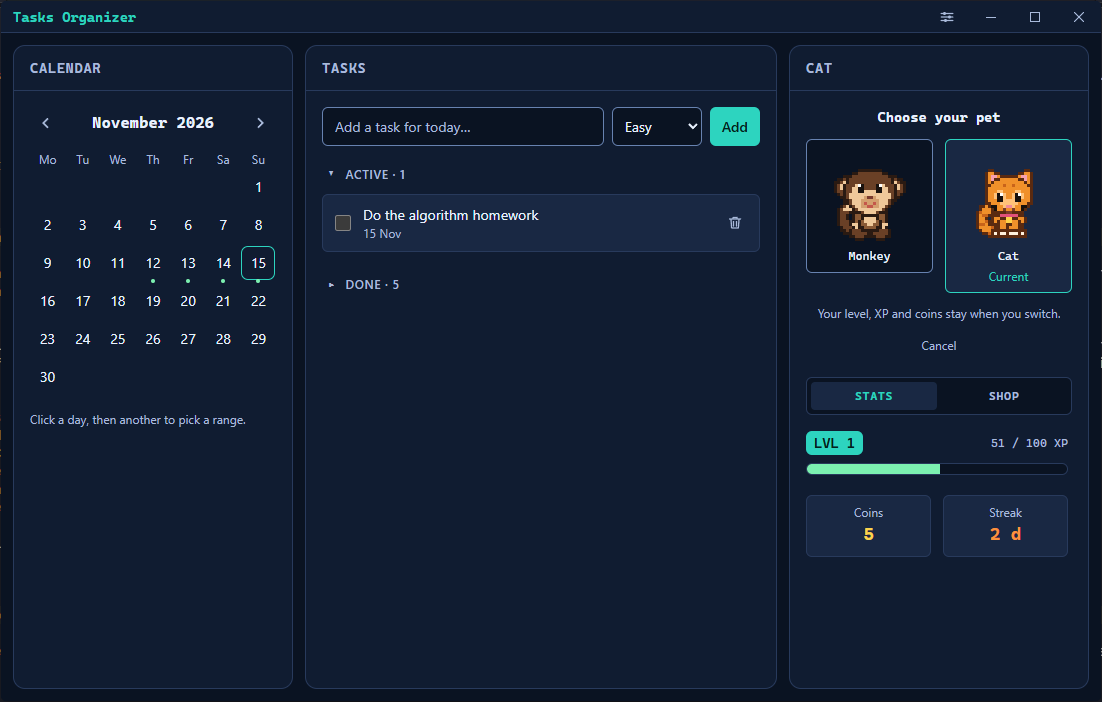 Tasks Organizer
CALENDAR
November 2026
Mo Tu We Th Fr Sa Su
1
2 3 4 5 6 7 8
9 10 11 12 13 14 15
16 17 18 19 20 21 22
23 24 25 26 27 28 29
30
Click a day, then another to pick a range.
TASKS
Add a task for today...
Easy
Add
ACTIVE · 1
Do the algorithm homework
15 Nov
DONE · 5
CAT
Choose your pet
Monkey
Cat
Current
Your level, XP and coins stay when you switch.
Cancel
STATS
SHOP
LVL 1
51 / 100 XP
Coins
5
Streak
2 d